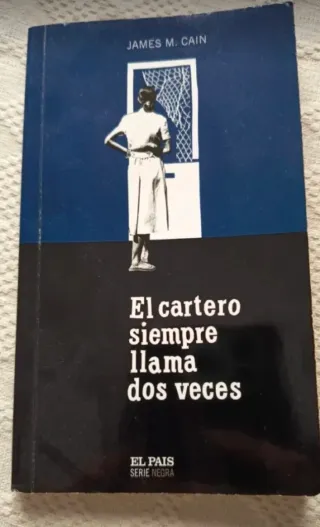 JAMES M. CAIN
El cartero
siempre
llama
dos veces
EL PAIS
SERIE NEGRA